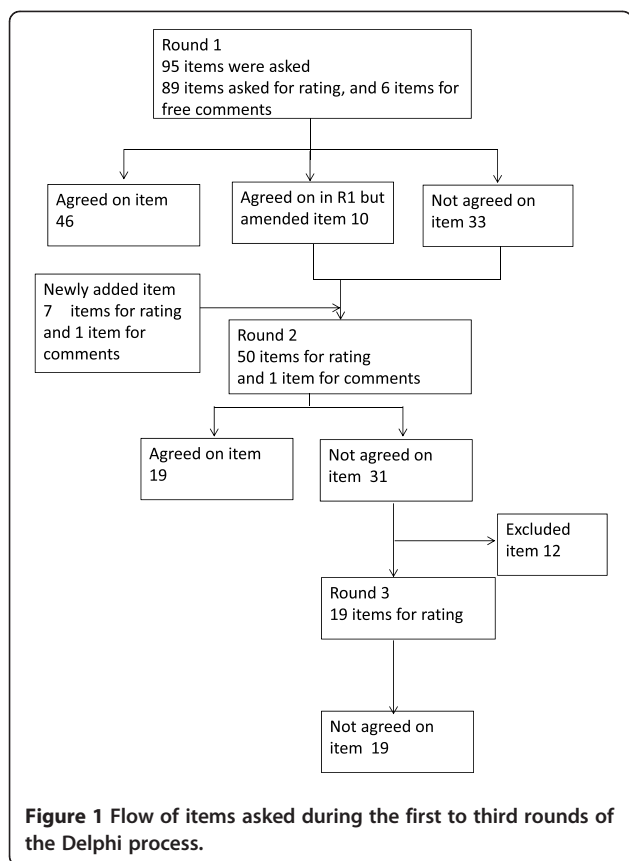 Round 1
95 items were asked
89 items asked for rating, and 6 items for
free comments
Agreed on item
46
Agreed on in R1 but
amended item 10
Not agreed on
item 33
Newly added item
7 items for rating
and 1 item for
comments
Round 2
50 items for rating
and 1 item for comments
Agreed on item
19
Not agreed on
item 31
Excluded
item 12
Round 3
19 items for rating
Not agreed on
item 19
Figure 1 Flow of items asked during the first to third rounds of
the Delphi process.